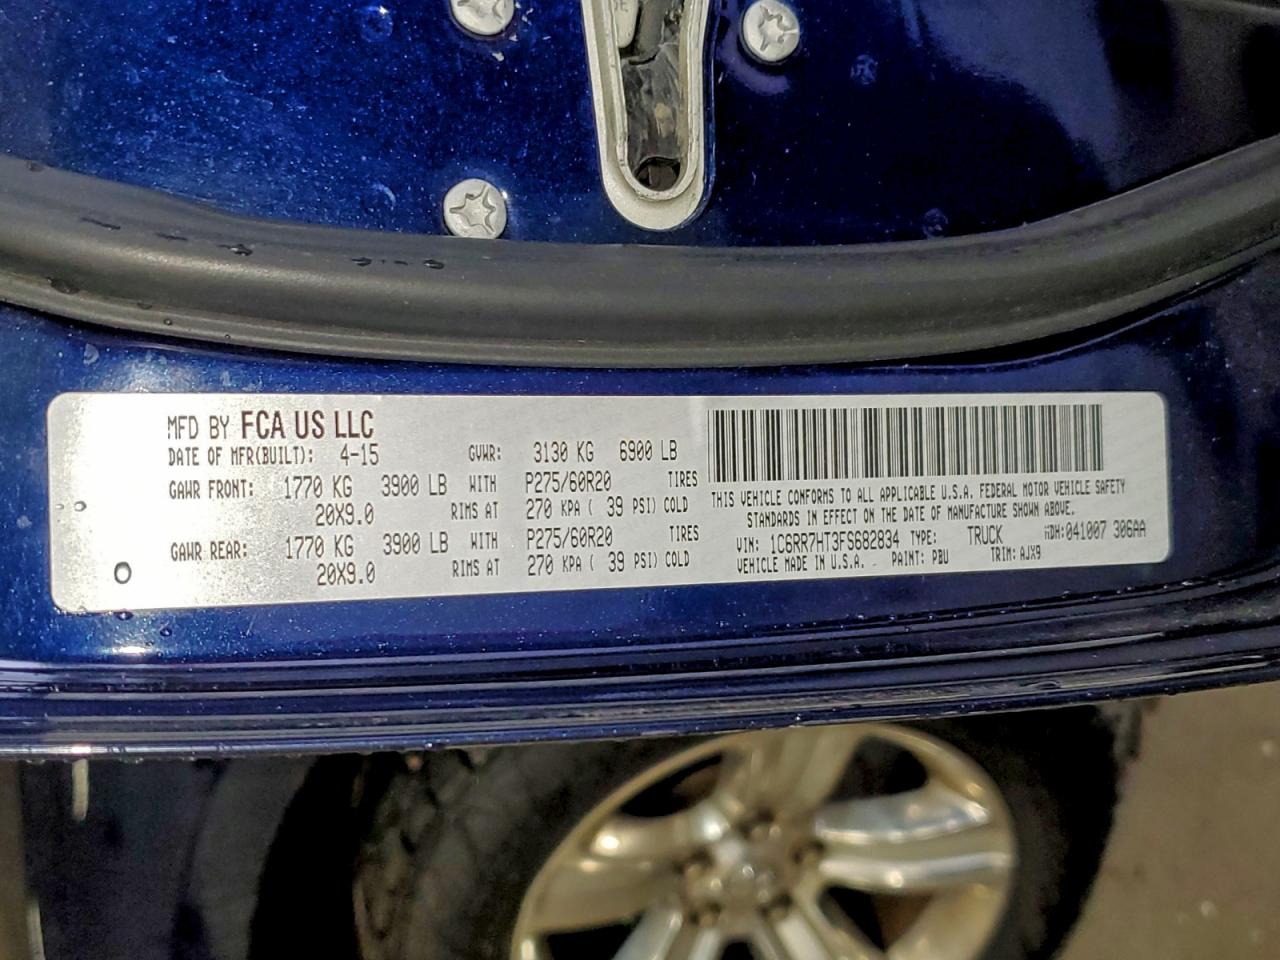 MFD BY FCA US LLC
DATE OF MFR(BUILT): 4-15 GVWR: 3130 KG 6900 LB
GAWR FRONT: 1770 KG 3900 LB WITH P275/60R20 TIRES
20X9.0 RIMS AT 270 KPA ( 39 PSI) COLD
GAWR REAR: 1770 KG 3900 LB WITH P275/60R20 TIRES
20X9.0 RIMS AT 270 KPA ( 39 PSI) COLD
THIS VEHICLE CONFORMS TO ALL APPLICABLE U.S.A. FEDERAL MOTOR VEHICLE SAFETY
STANDARDS IN EFFECT ON THE DATE OF MANUFACTURE SHOWN ABOVE.
VIN: 1C6RR7HT3FS682834 TYPE: TRUCK MDH:041007 306AA
VEHICLE MADE IN U.S.A. PAINT: PBU TRIM: AJX9